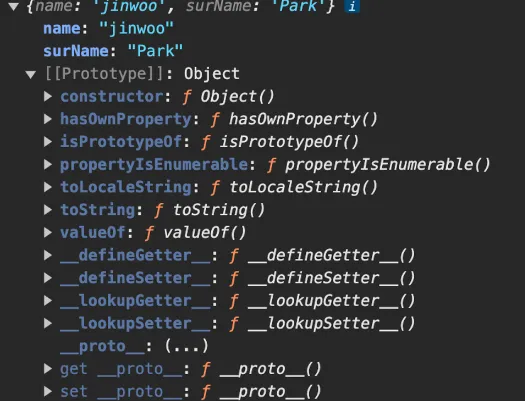 {name: 'jinwoo', surName: 'Park'} i
name: "jinwoo"
surName: "Park"
[[Prototype]]: Object
constructor: ƒ Object()
hasOwnProperty: ƒ hasOwnProperty()
isPrototypeOf: ƒ isPrototypeOf()
propertyIsEnumerable: ƒ propertyIsEnumerable()
toLocaleString: ƒ toLocaleString()
toString: ƒ toString()
valueOf: ƒ valueOf()
__defineGetter__: ƒ __defineGetter__()
__defineSetter__: ƒ __defineSetter__()
__lookupGetter__: ƒ __lookupGetter__()
__lookupSetter__: ƒ __lookupSetter__()
__proto__: (...)
get __proto__: ƒ __proto__()
set __proto__: ƒ __proto__()